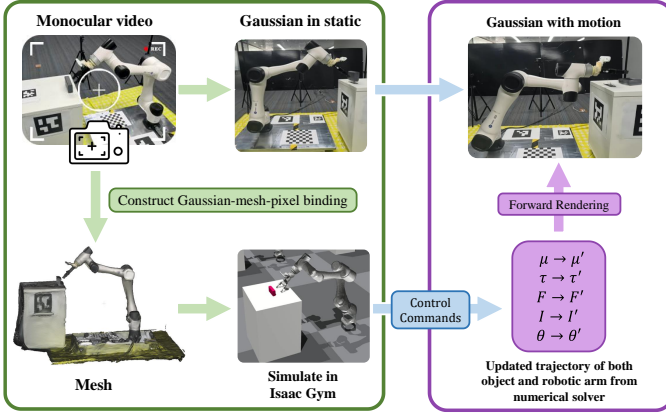 Monocular video
Gaussian in static
Gaussian with motion
REC
Construct Gaussian-mesh-pixel binding
Forward Rendering
Control
Commands
μ → μ′
τ → τ′
F → F′
I → I′
θ → θ′
Mesh
Simulate in
Isaac Gym
Updated trajectory of both
object and robotic arm from
numerical solver